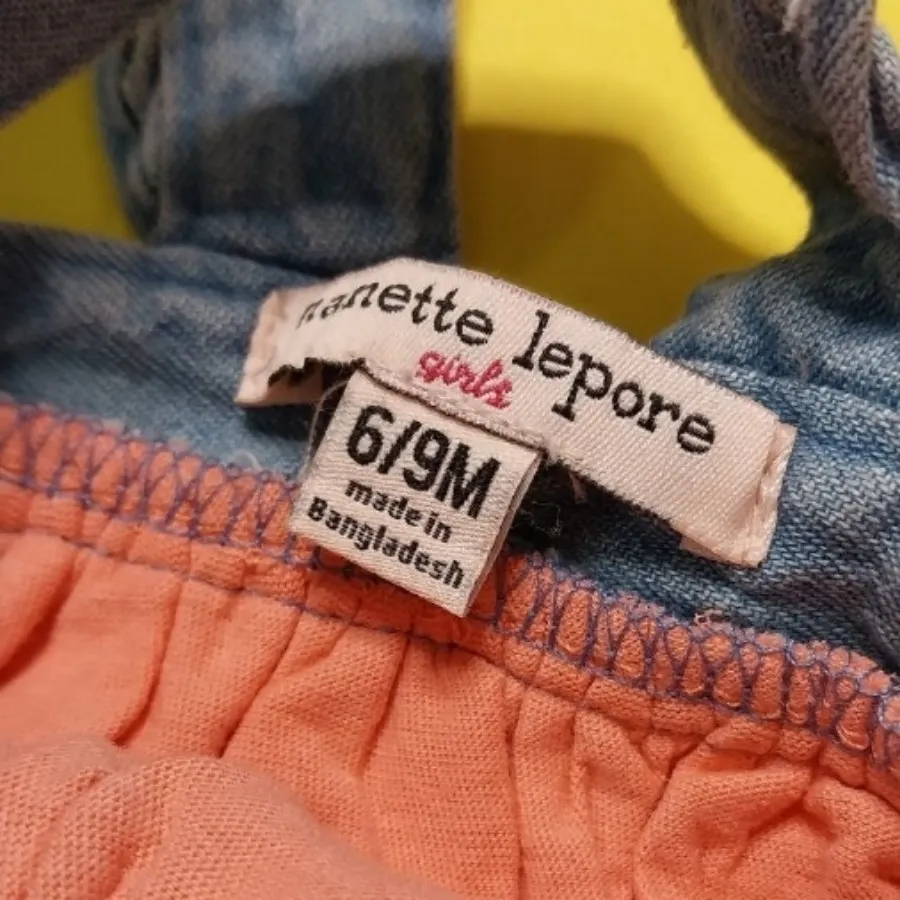 nanette lepore
girls
6/9M
made in
Bangladesh